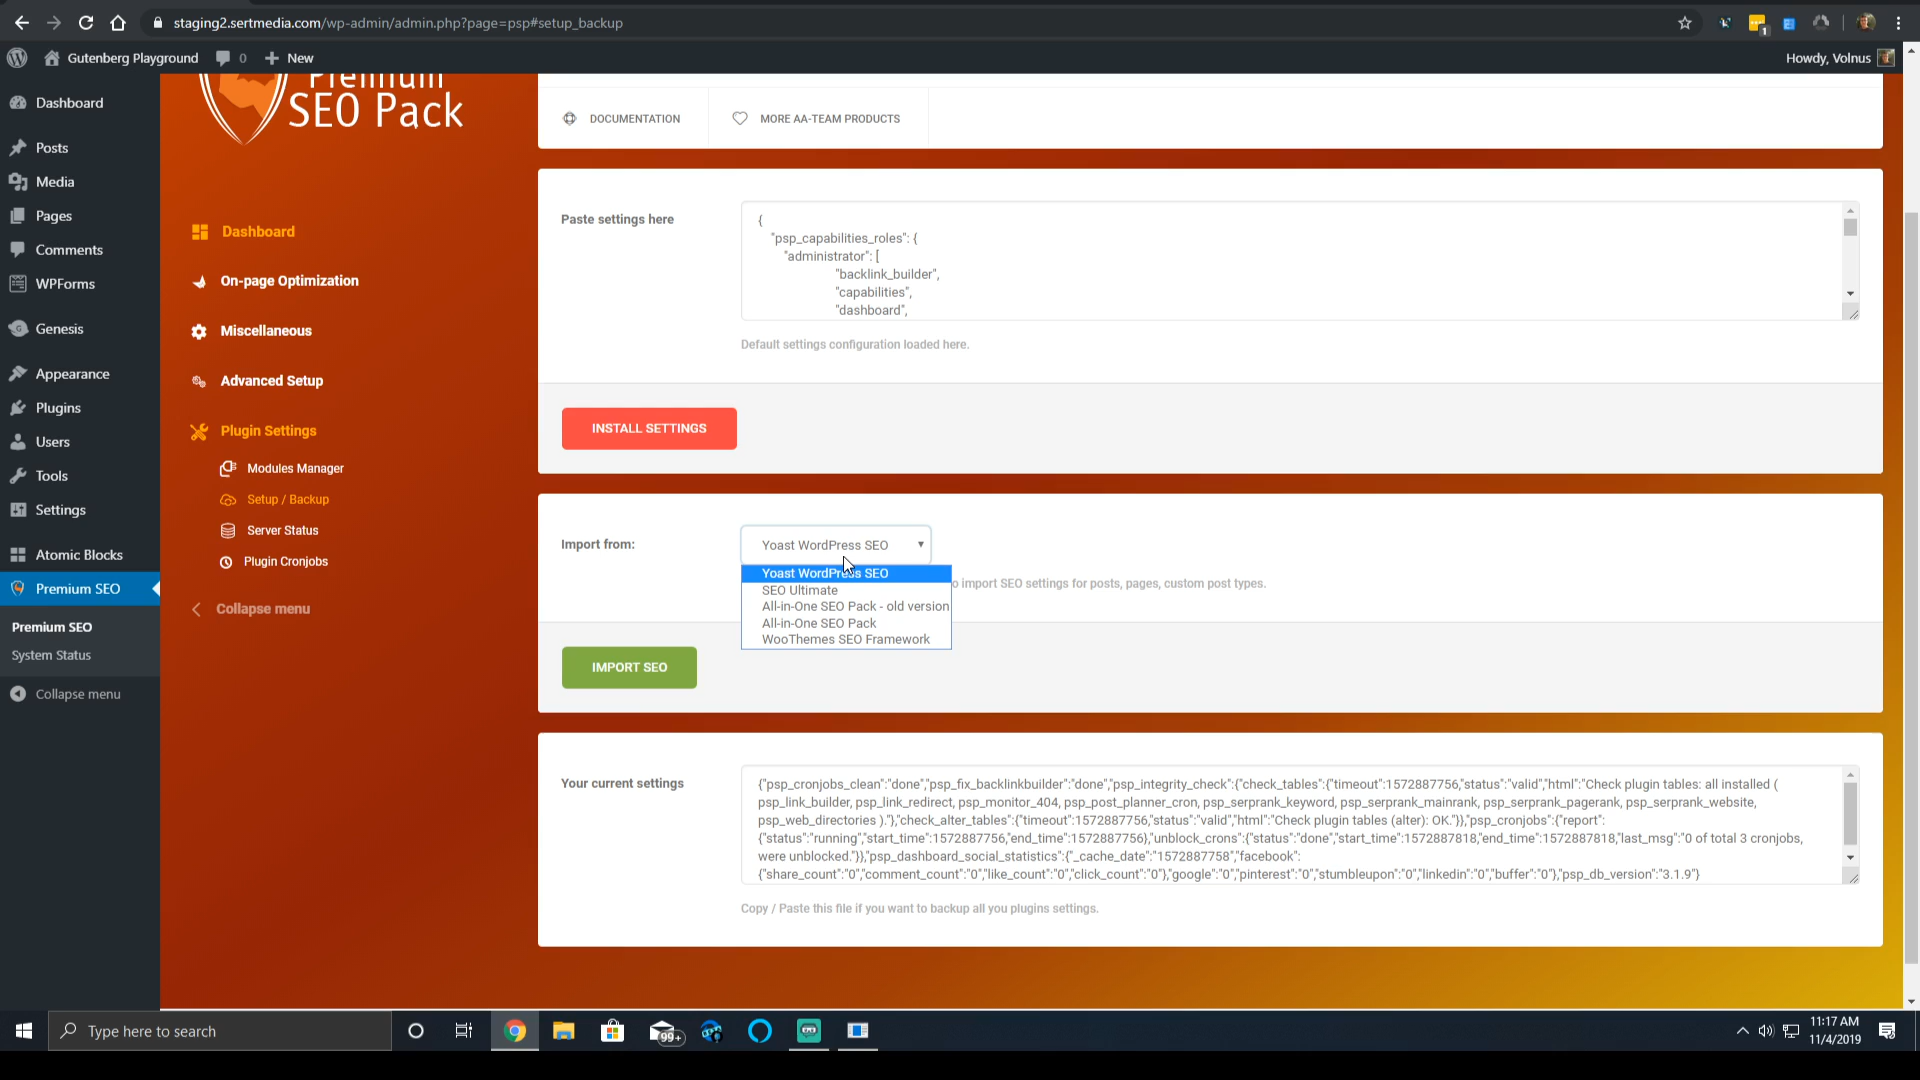 staging2.sertmedia.com/wp-admin/admin.php?page=psp#setup_backup
1
Gutenberg Playground
0
New
Howdy, Volnus
Dashboard
Posts
Media
Pages
Comments
WPForms
Genesis
Appearance
Plugins
Users
Tools
Settings
Atomic Blocks
Premium SEO
Premium SEO
System Status
Collapse menu
Premium
SEO Pack
Dashboard
On-page Optimization
Miscellaneous
Advanced Setup
Plugin Settings
Modules Manager
Setup / Backup
Server Status
Plugin Cronjobs
Collapse menu
DOCUMENTATION
MORE AA-TEAM PRODUCTS
Paste settings here
{
"psp_capabilities_roles": {
"administrator": [
"backlink_builder",
"capabilities",
"dashboard",
Default settings configuration loaded here.
INSTALL SETTINGS
Import from:
Yoast WordPress SEO
Yoast WordPress SEO
SEO Ultimate
All-in-One SEO Pack - old version
All-in-One SEO Pack
WooThemes SEO Framework
o import SEO settings for posts, pages, custom post types.
IMPORT SEO
Your current settings
{"psp_cronjobs_clean":"done","psp_fix_backlinkbuilder":"done","psp_integrity_check":{"check_tables":{"timeout":1572887756,"status":"valid","html":"Check plugin tables: all installed (
psp_link_builder, psp_link_redirect, psp_monitor_404, psp_post_planner_cron, psp_serprank_keyword, psp_serprank_mainrank, psp_serprank_pagerank, psp_serprank_website,
psp_web_directories )."},"check_alter_tables":{"timeout":1572887756,"status":"valid","html":"Check plugin tables (alter): OK."}},"psp_cronjobs":{"report":
{"status":"running","start_time":1572887756,"end_time":1572887756},"unblock_crons":{"status":"done","start_time":1572887818,"end_time":1572887818,"last_msg":"0 of total 3 cronjobs,
were unblocked."}},"psp_dashboard_social_statistics":{"_cache_date":"1572887758","facebook":
{"share_count":"0","comment_count":"0","like_count":"0","click_count":"0"},"google":"0","pinterest":"0","stumbleupon":"0","linkedin":"0","buffer":"0"},"psp_db_version":"3.1.9"}
Copy / Paste this file if you want to backup all you plugins settings.
Type here to search
99+
11:17 AM
11/4/2019